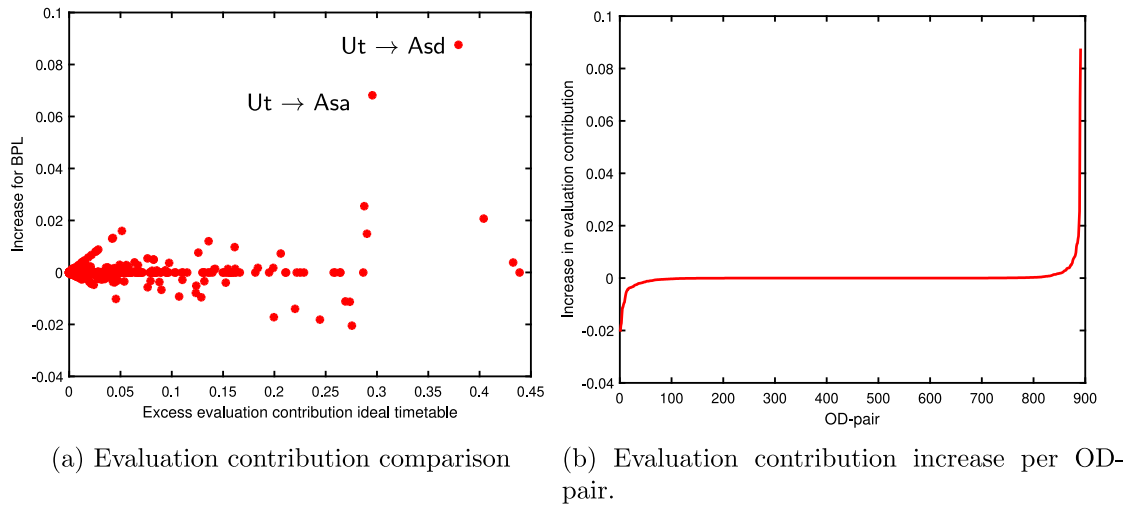 0.1
0.08
0.06
0.04
0.02
0
-0.02
-0.04
Increase for BPL
Ut → Asd
Ut → Asa
0 0.05 0.1 0.15 0.2 0.25 0.3 0.35 0.4 0.45
Excess evaluation contribution ideal timetable
(a) Evaluation contribution comparison
0.1
0.08
0.06
0.04
0.02
0
-0.02
-0.04
Increase in evaluation contribution
0 100 200 300 400 500 600 700 800 900
OD-pair
(b) Evaluation contribution increase per OD-
pair.